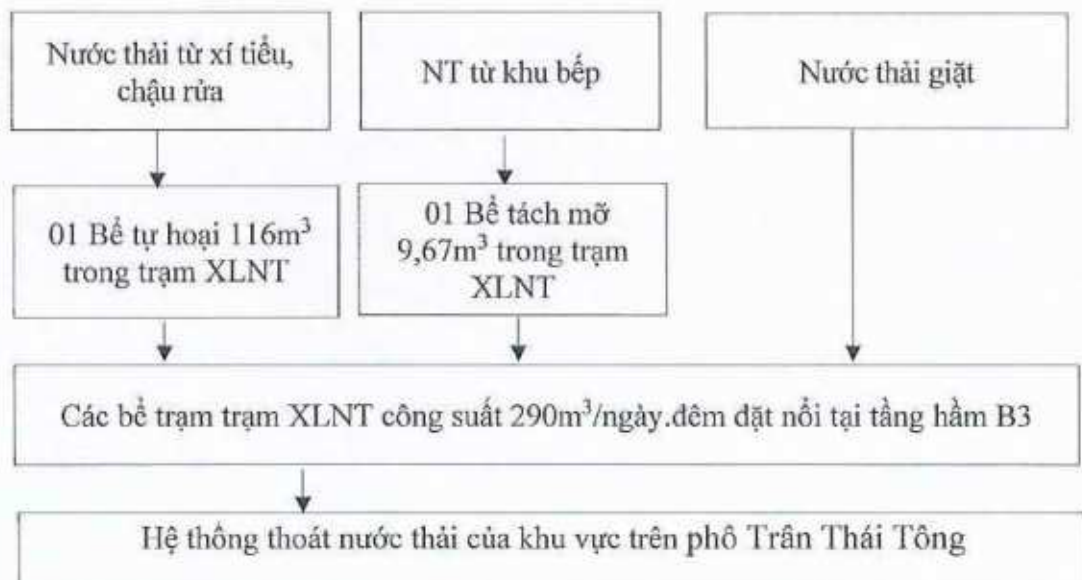 Nước thải từ xí tiểu,
chậu rửa
NT từ khu bếp
Nước thải giặt
01 Bể tự hoại 116m³
trong trạm XLNT
01 Bể tách mỡ
9,67m³ trong trạm
XLNT
Các bể trạm trạm XLNT công suất 290m³/ngày.đêm đặt nổi tại tầng hầm B3
Hệ thống thoát nước thải của khu vực trên phô Trân Thái Tông